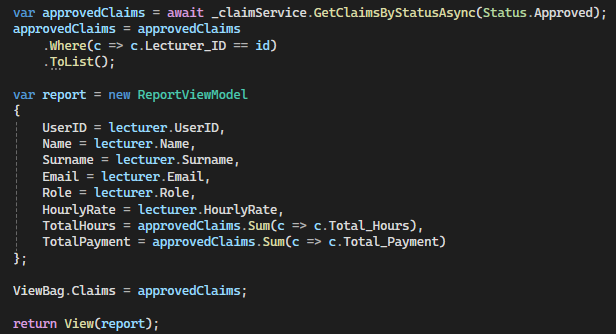 var approvedClaims = await _claimService.GetClaimsByStatusAsync(Status.Approved);
approvedClaims = approvedClaims
    .Where(c => c.Lecturer_ID == id)
    .ToList();

var report = new ReportViewModel
{
    UserID = lecturer.UserID,
    Name = lecturer.Name,
    Surname = lecturer.Surname,
    Email = lecturer.Email,
    Role = lecturer.Role,
    HourlyRate = lecturer.HourlyRate,
    TotalHours = approvedClaims.Sum(c => c.Total_Hours),
    TotalPayment = approvedClaims.Sum(c => c.Total_Payment)
};

ViewBag.Claims = approvedClaims;

return View(report);